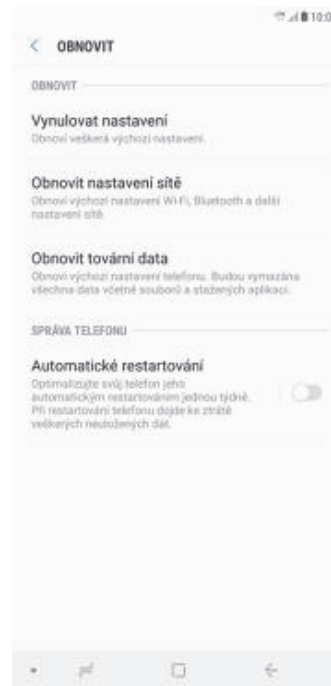 10:0
OBNOVIT
OBNOVIT
Vynulovat nastavení
Obnoví veškerá výchozí nastavení.
Obnovit nastavení sítě
Obnoví výchozí nastavení Wi-Fi, Bluetooth a další
nastavení sítě.
Obnovit tovární data
Obnoví výchozí nastavení telefonu. Budou vymazána
všechna data včetně souborů a stažených aplikací.
SPRÁVA TELEFONU
Automatické restartování
Optimalizujte svůj telefon jeho
automatickým restartováním jednou týdně.
Při restartování telefonu dojde ke ztrátě
veškerých neuložených dat.